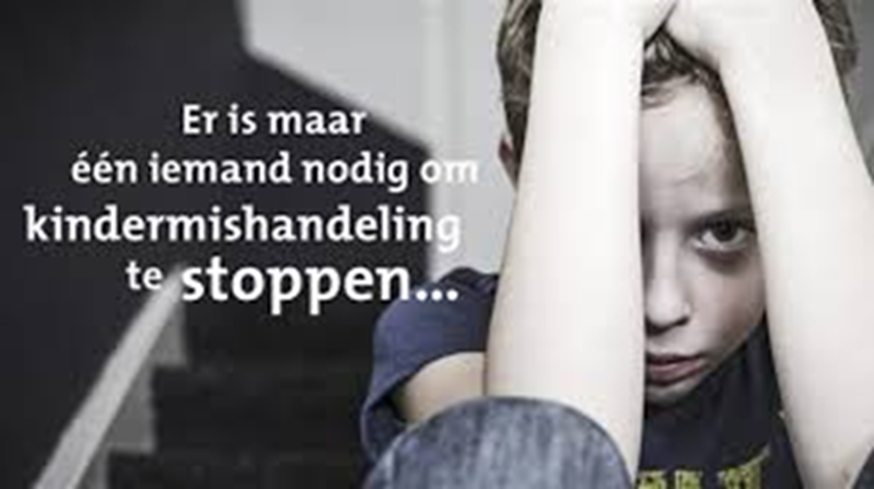 Er is maar
één iemand nodig om
kindermishandeling
te stoppen...